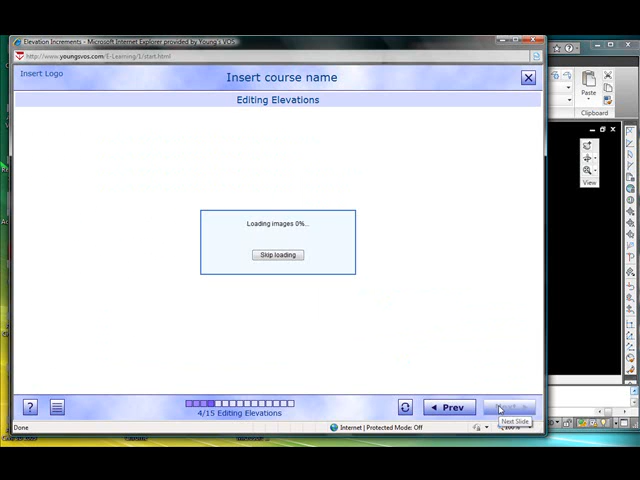 Elevation Increments - Microsoft Internet Explorer provided by Young's VOS
http://www.youngsvos.com/E-Learning/1/start.html
Insert Logo
Insert course name
Editing Elevations
Paste
Clipboard
View
Loading images 0%...
Skip loading
?
4/15 Editing Elevations
Prev
Next Slide
Done
Internet | Protected Mode: Off
100%